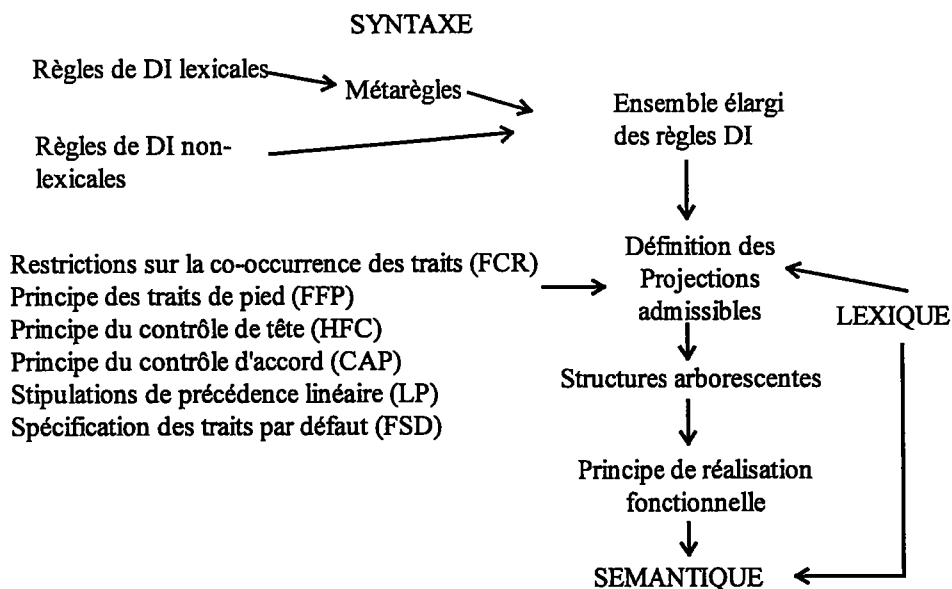 SYNTAXE
Règles de DI lexicales
Métarègles
Règles de DI non-
lexicales
Ensemble élargi
des règles DI
Restrictions sur la co-occurrence des traits (FCR)
Principe des traits de pied (FFP)
Principe du contrôle de tête (HFC)
Principe du contrôle d'accord (CAP)
Stipulations de précédence linéaire (LP)
Spécification des traits par défaut (FSD)
Définition des
Projections
admissibles
LEXIQUE
Structures arborescentes
Principe de réalisation
fonctionnelle
SEMANTIQUE